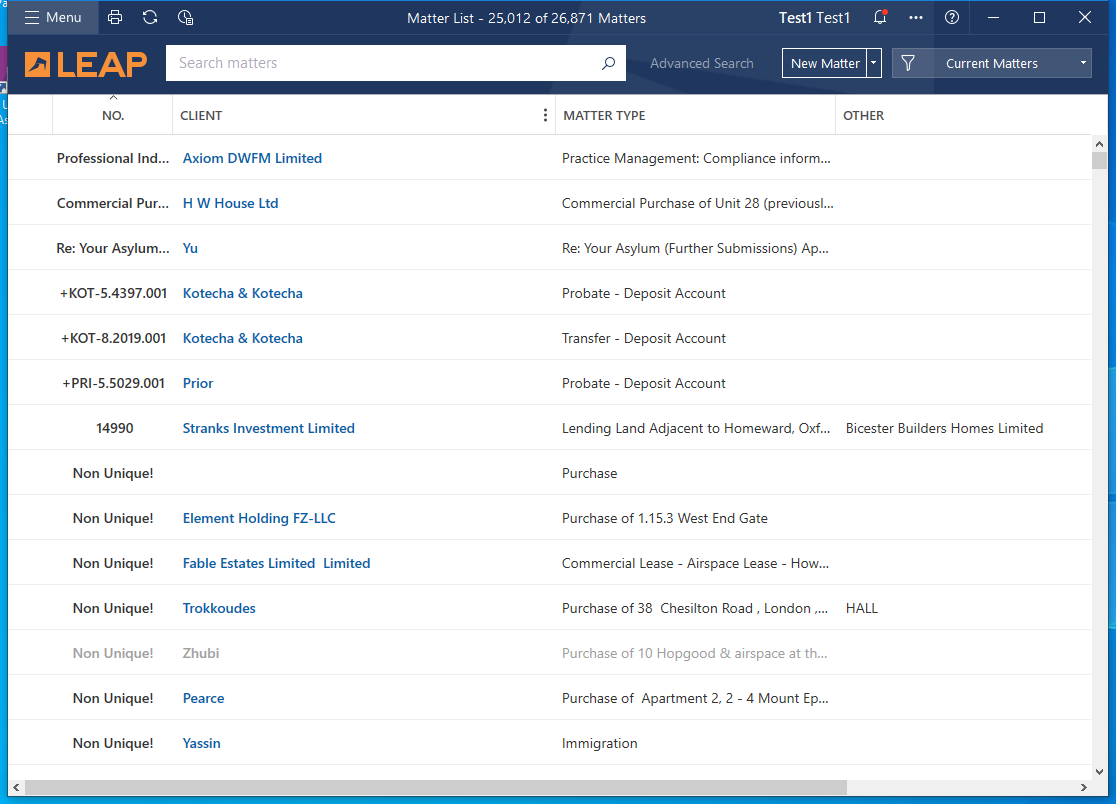 Menu
Matter List - 25,012 of 26,871 Matters
Test1 Test1
LEAP
Search matters
Advanced Search
New Matter
Current Matters
NO. CLIENT MATTER TYPE OTHER
Professional Ind... Axiom DWFM Limited Practice Management: Compliance inform...
Commercial Pur... H W House Ltd Commercial Purchase of Unit 28 (previousl...
Re: Your Asylum... Yu Re: Your Asylum (Further Submissions) Ap...
+KOT-5.4397.001 Kotecha & Kotecha Probate - Deposit Account
+KOT-8.2019.001 Kotecha & Kotecha Transfer - Deposit Account
+PRI-5.5029.001 Prior Probate - Deposit Account
14990 Stranks Investment Limited Lending Land Adjacent to Homeward, Oxf... Bicester Builders Homes Limited
Non Unique! Purchase
Non Unique! Element Holding FZ-LLC Purchase of 1.15.3 West End Gate
Non Unique! Fable Estates Limited  Limited Commercial Lease - Airspace Lease - How...
Non Unique! Trokkoudes Purchase of 38  Chesilton Road , London ,... HALL
Non Unique! Zhubi Purchase of 10 Hopgood & airspace at th...
Non Unique! Pearce Purchase of  Apartment 2, 2 - 4 Mount Ep...
Non Unique! Yassin Immigration